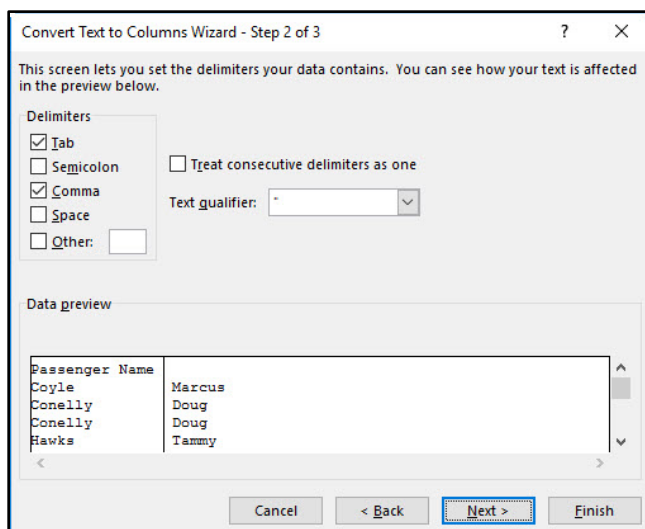 Convert Text to Columns Wizard - Step 2 of 3
This screen lets you set the delimiters your data contains. You can see how your text is affected
in the preview below.
Delimiters
Tab
Semicolon
Comma
Space
Other:
Treat consecutive delimiters as one
Text qualifier: "
Data preview
Passenger Name
Coyle Marcus
Conelly Doug
Conelly Doug
Hawks Tammy
Cancel < Back Next > Finish